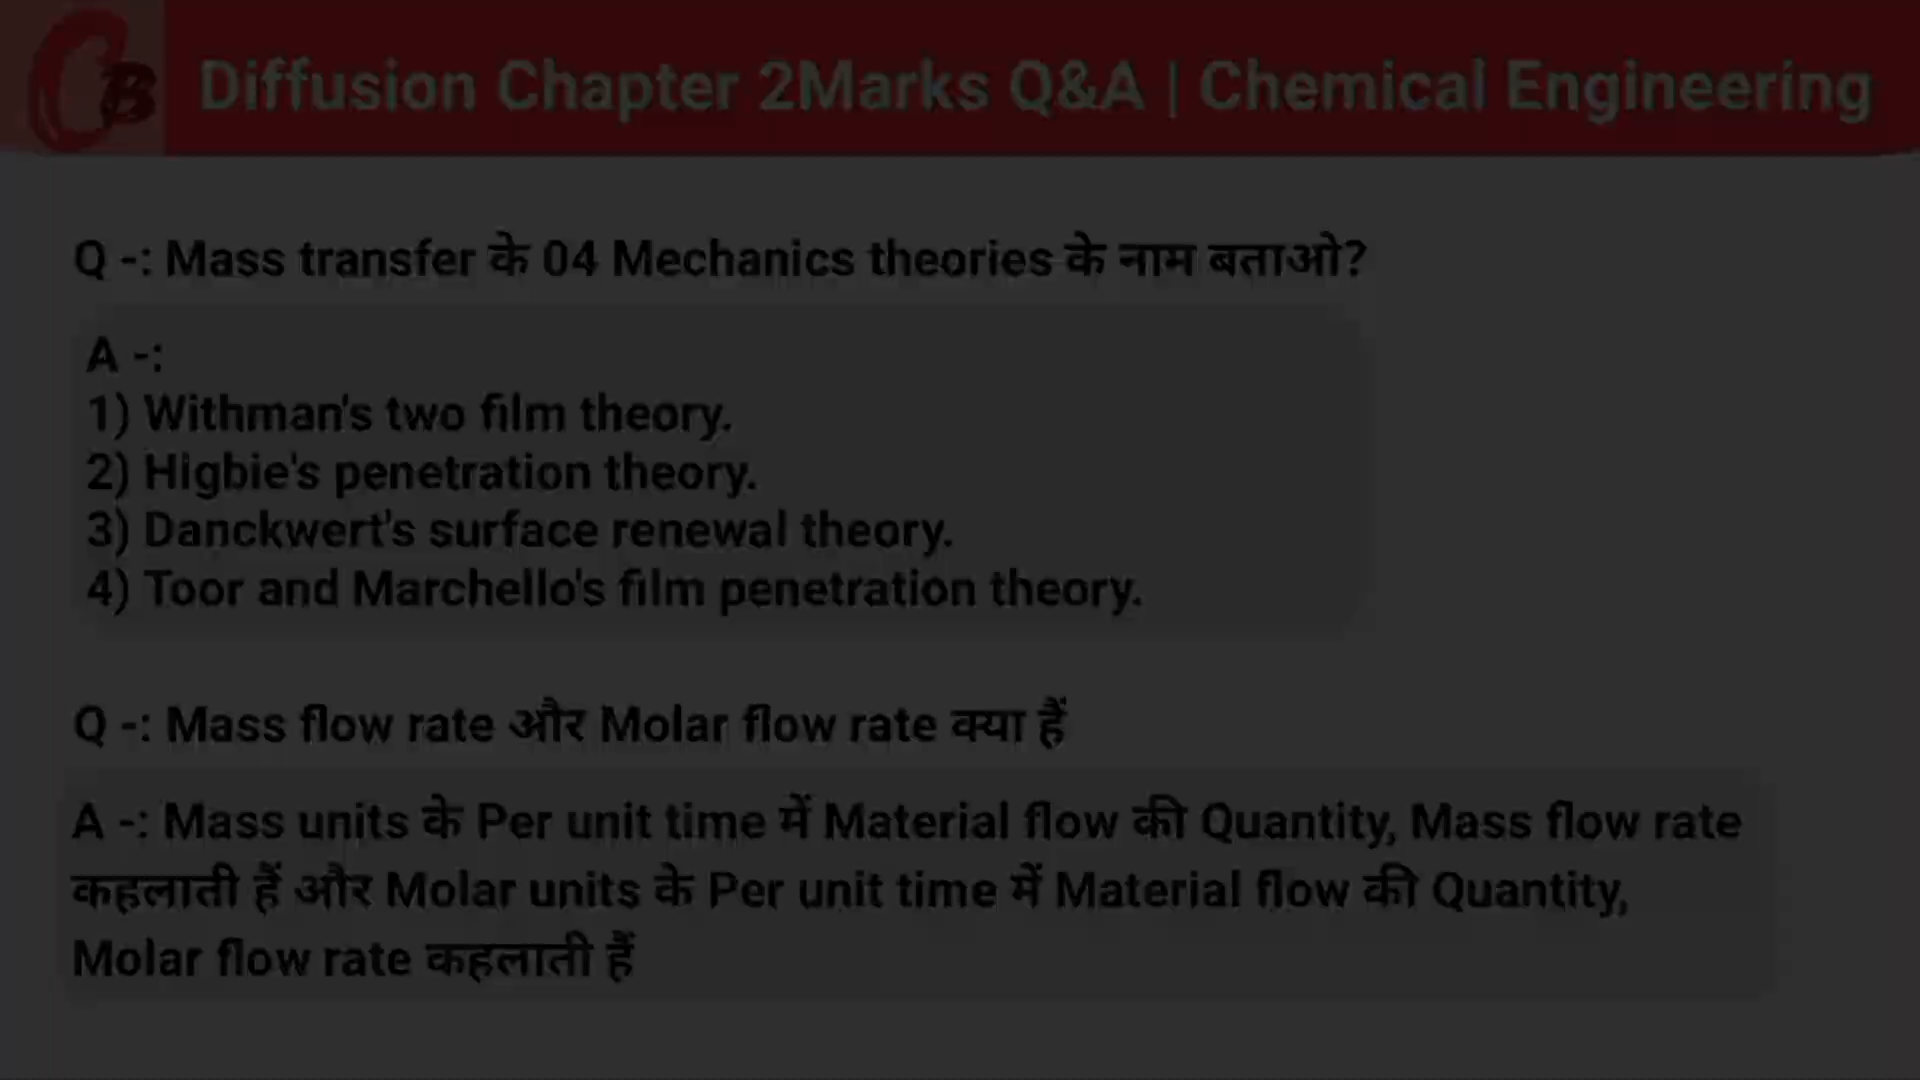 CB
Diffusion Chapter 2Marks Q&A | Chemical Engineering
Q -: Mass transfer के 04 Mechanics theories के नाम बताओ?
A -:
1) Withman's two film theory.
2) Higbie's penetration theory.
3) Danckwert's surface renewal theory.
4) Toor and Marchello's film penetration theory.
Q -: Mass flow rate और Molar flow rate क्या हैं
A -: Mass units के Per unit time में Material flow की Quantity, Mass flow rate
कहलाती हैं और Molar units के Per unit time में Material flow की Quantity,
Molar flow rate कहलाती हैं